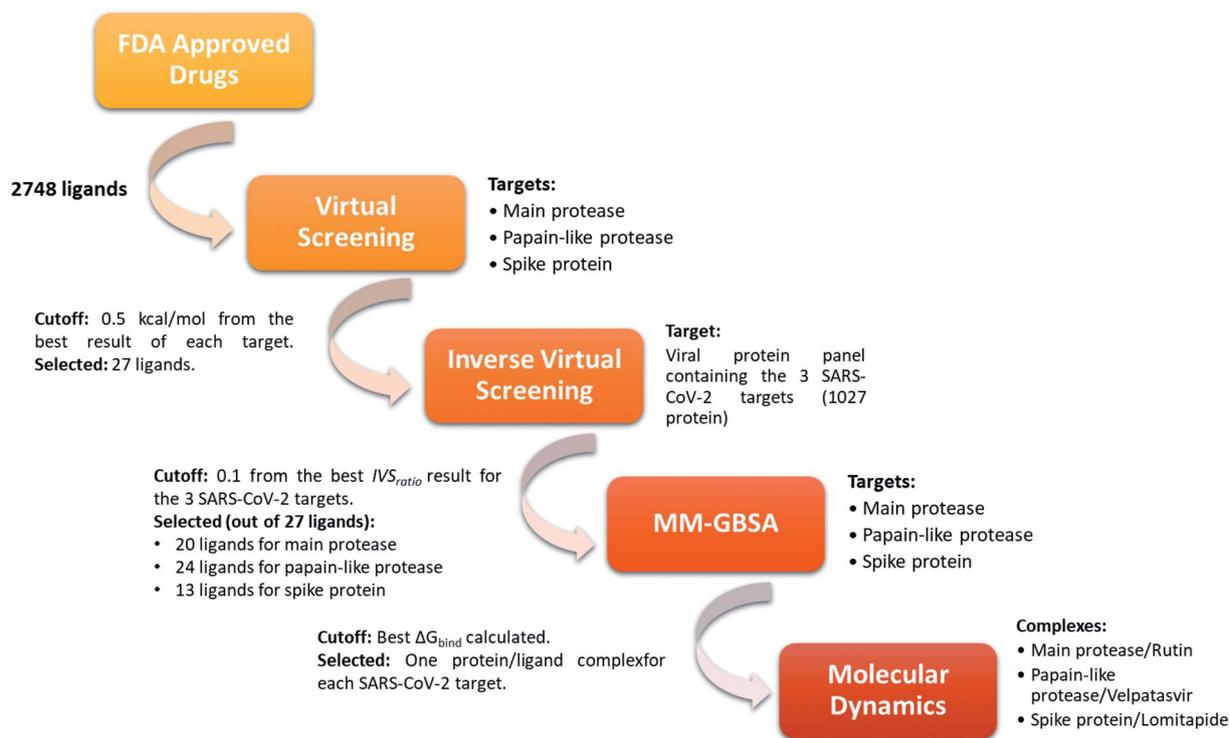 FDA Approved
Drugs
2748 ligands
Virtual
Screening
Targets:
• Main protease
• Papain-like protease
• Spike protein
Cutoff: 0.5 kcal/mol from the
best result of each target.
Selected: 27 ligands.
Inverse Virtual
Screening
Target:
Viral protein panel
containing the 3 SARS-
CoV-2 targets (1027
protein)
Cutoff: 0.1 from the best IVSratio result for
the 3 SARS-CoV-2 targets.
Selected (out of 27 ligands):
• 20 ligands for main protease
• 24 ligands for papain-like protease
• 13 ligands for spike protein
MM-GBSA
Targets:
• Main protease
• Papain-like protease
• Spike protein
Cutoff: Best ΔGbind calculated.
Selected: One protein/ligand complexfor
each SARS-CoV-2 target.
Molecular
Dynamics
Complexes:
• Main protease/Rutin
• Papain-like
protease/Velpatasvir
• Spike protein/Lomitapide